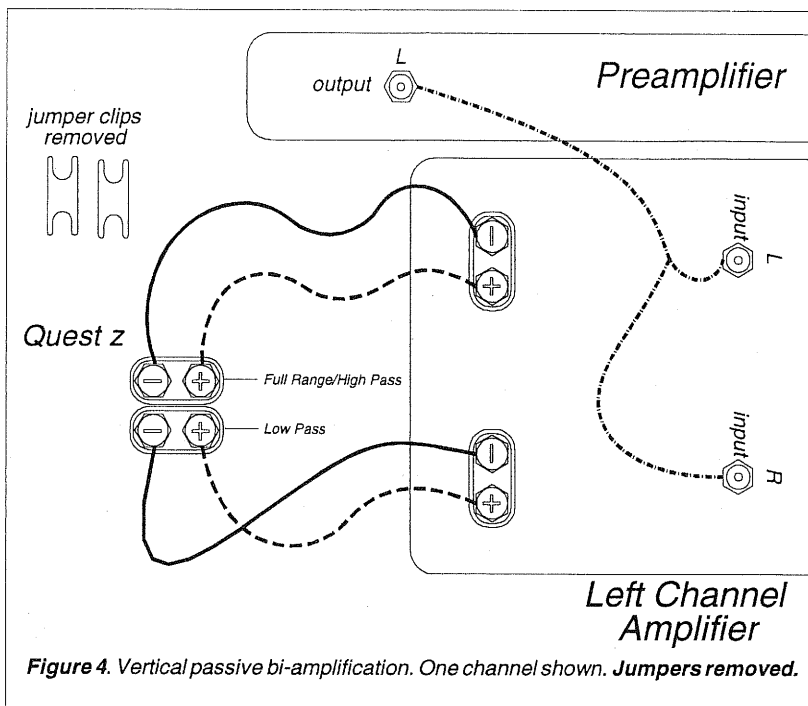 L
output
Preamplifier
jumper clips
removed
input
L
Quest z
Full Range/High Pass
Low Pass
input
R
Left Channel
Amplifier
Figure 4. Vertical passive bi-amplification. One channel shown. Jumpers removed.